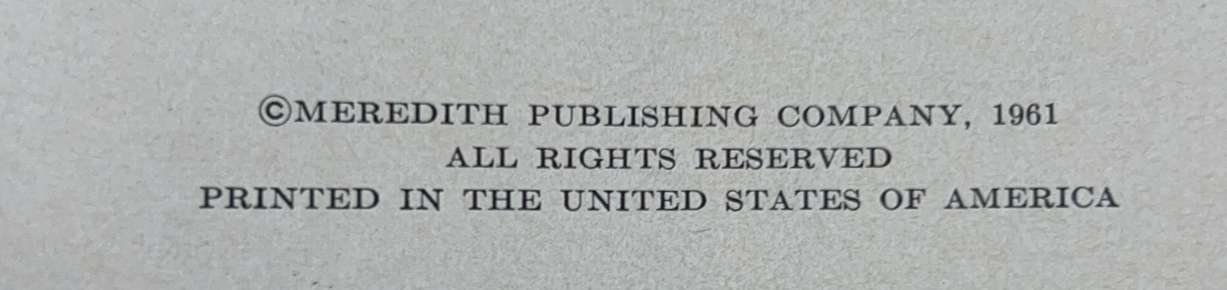 ©MEREDITH PUBLISHING COMPANY, 1961
ALL RIGHTS RESERVED
PRINTED IN THE UNITED STATES OF AMERICA